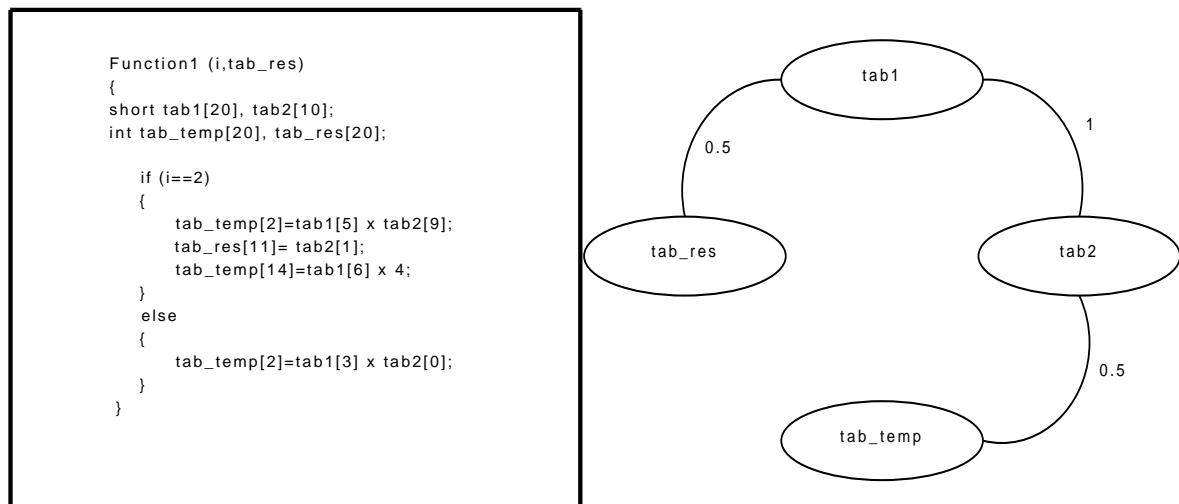 Function1 (i,tab_res)
{
short tab1[20], tab2[10];
int tab_temp[20], tab_res[20];
if (i==2)
{
tab_temp[2]=tab1[5] x tab2[9];
tab_res[11]= tab2[1];
tab_temp[14]=tab1[6] x 4;
}
else
{
tab_temp[2]=tab1[3] x tab2[0];
}
}
tab1
0.5
1
tab_res
tab2
0.5
tab_temp